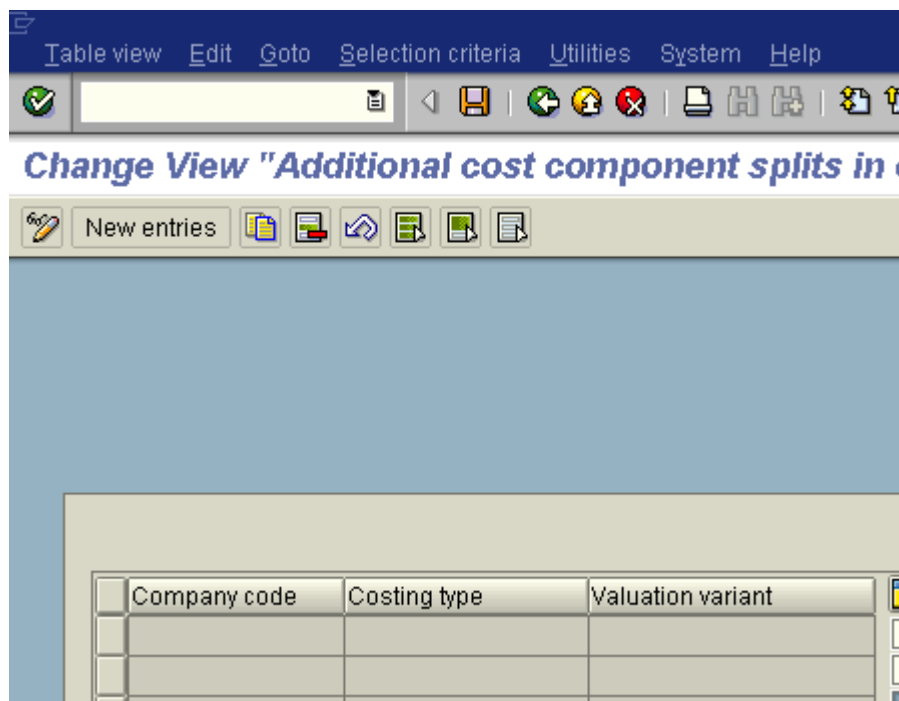 Table view Edit Goto Selection criteria Utilities System Help
Change View "Additional cost component splits in
New entries
Company code Costing type Valuation variant